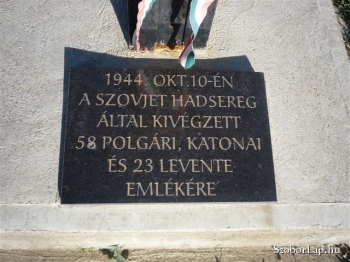 1944. OKT.10-ÉN
A SZOVJET HADSEREG
ÁLTAL KIVÉGZETT
58 POLGÁRI, KATONAI
ÉS 23 LEVENTE
EMLÉKÉRE
SzoborLap.hu